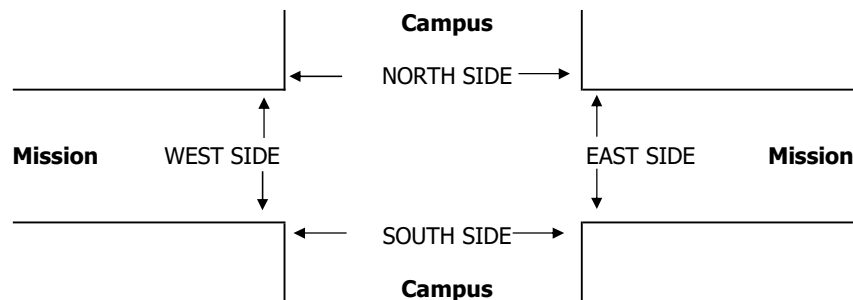 Campus
NORTH SIDE
Mission WEST SIDE EAST SIDE Mission
SOUTH SIDE
Campus